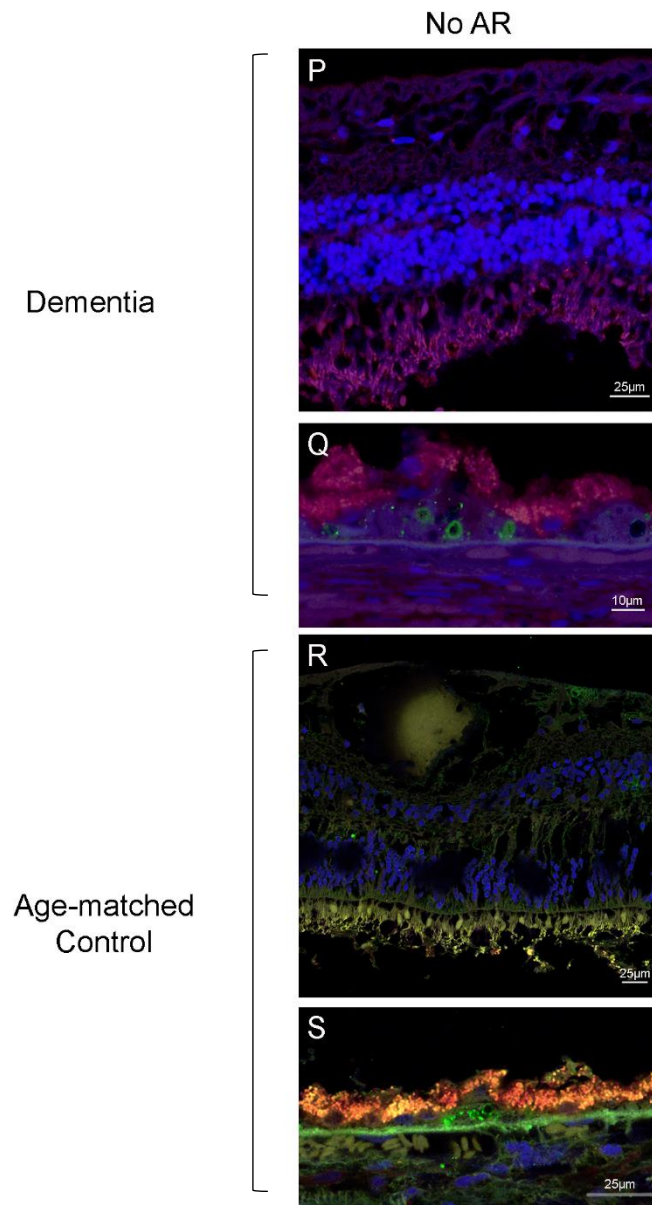 No AR
P
25µm
Dementia
Q
10µm
R
25µm
Age-matched
Control
S
25µm